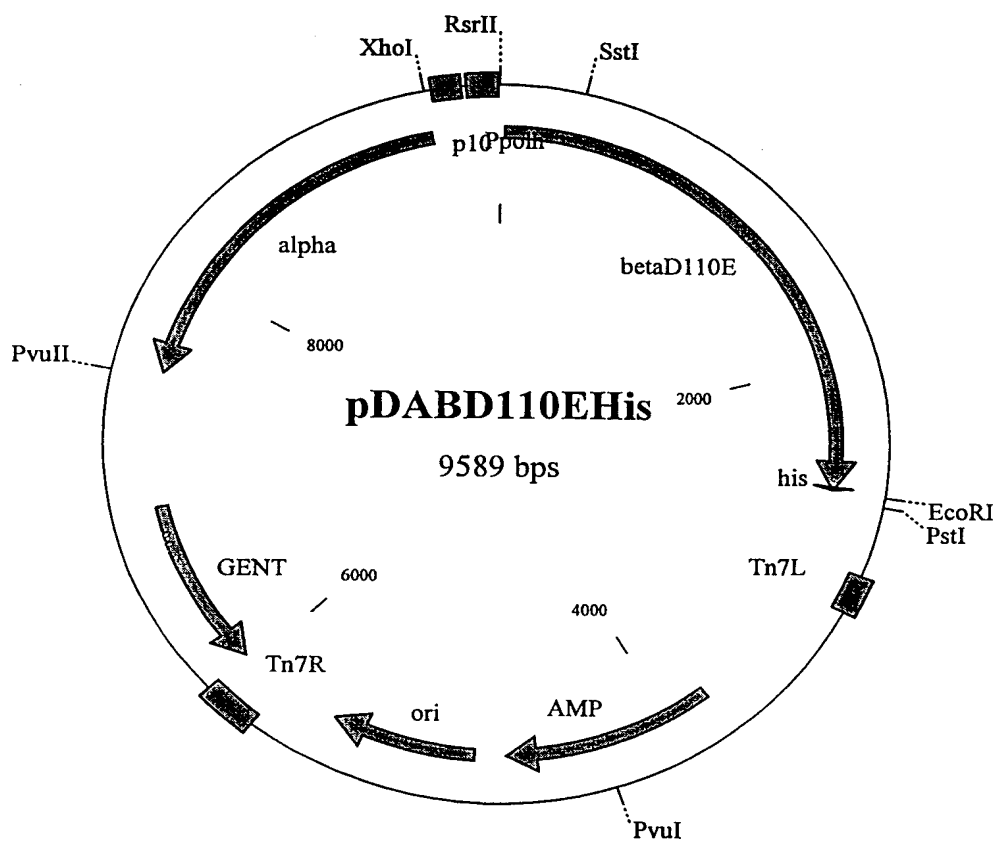 RsrII
XhoI
SstI
p10
Ppolh
alpha
betaD110E
8000
PvuII
pDABD110EHis
2000
9589 bps
his
EcoRI
PstI
GENT
Tn7L
6000
4000
Tn7R
ori
AMP
PvuI